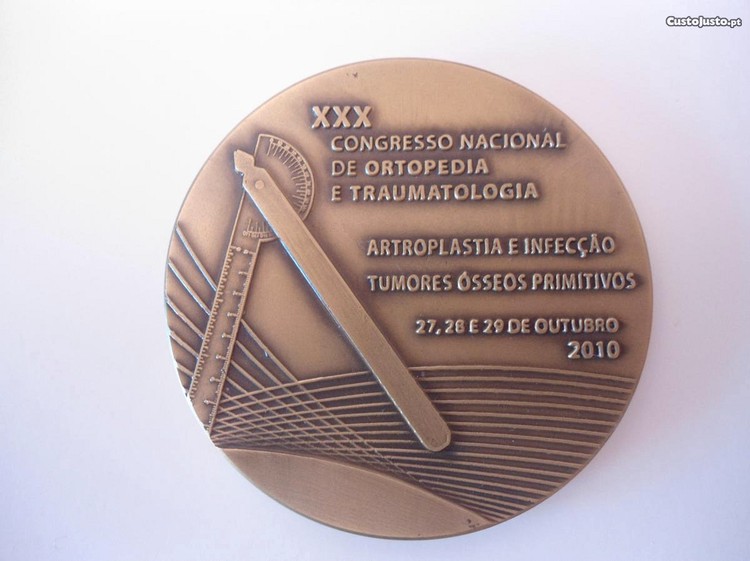 CustoJusto.pt
XXX
CONGRESSO NACIONAL
DE ORTOPEDIA
E TRAUMATOLOGIA
ARTROPLASTIA E INFECÇÃO
TUMORES ÓSSEOS PRIMITIVOS
27, 28 E 29 DE OUTUBRO
2010